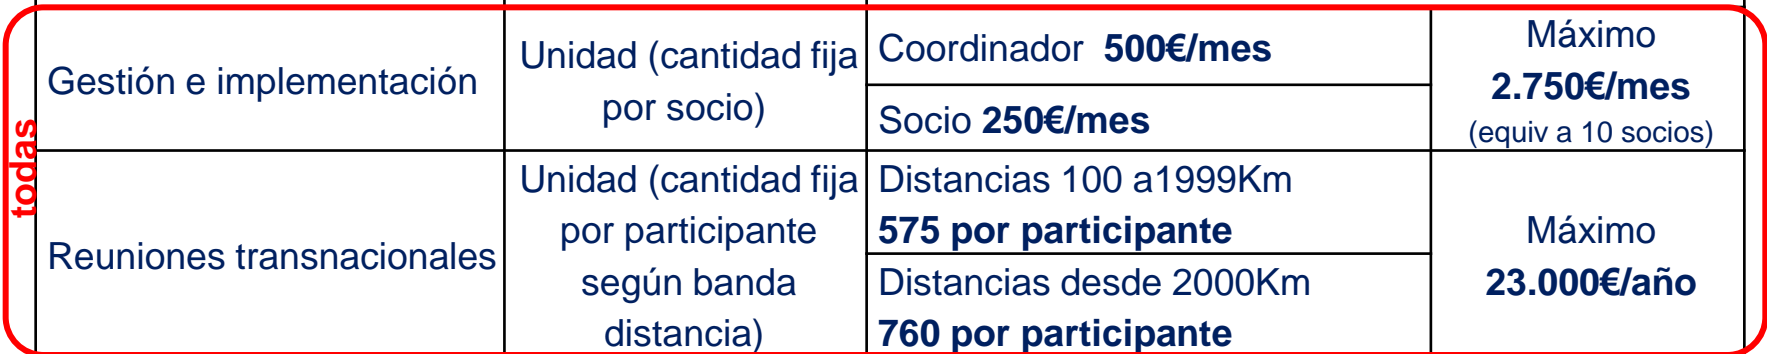 todas
Gestión e implementación
Unidad (cantidad fija
por socio)
Coordinador 500€/mes
Socio 250€/mes
Máximo
2.750€/mes
(equiv a 10 socios)
Reuniones transnacionales
Unidad (cantidad fija
por participante
según banda
distancia)
Distancias 100 a1999Km
575 por participante
Distancias desde 2000Km
760 por participante
Máximo
23.000€/año